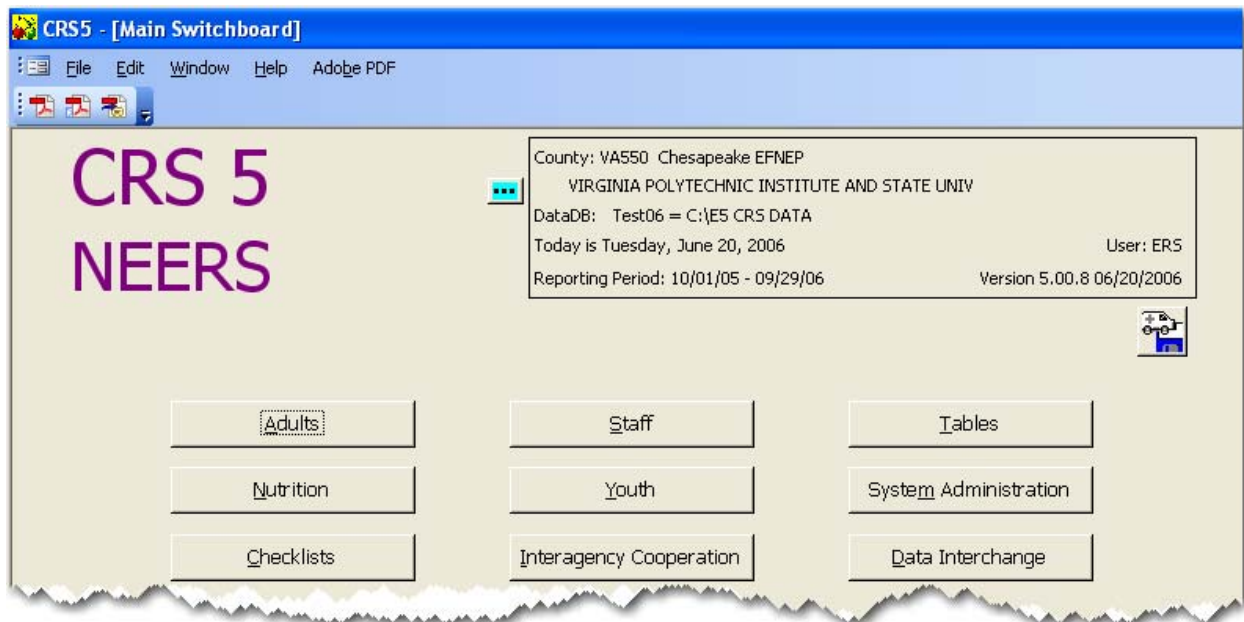 CRS5 - [Main Switchboard]
File Edit Window Help Adobe PDF
CRS 5
NEERS
County: VA550 Chesapeake EFNEP
VIRGINIA POLYTECHNIC INSTITUTE AND STATE UNIV
DataDB: Test06 = C:\E5 CRS DATA
Today is Tuesday, June 20, 2006 User: ERS
Reporting Period: 10/01/05 - 09/29/06 Version 5.00.8 06/20/2006
Adults Staff Tables
Nutrition Youth System Administration
Checklists Interagency Cooperation Data Interchange